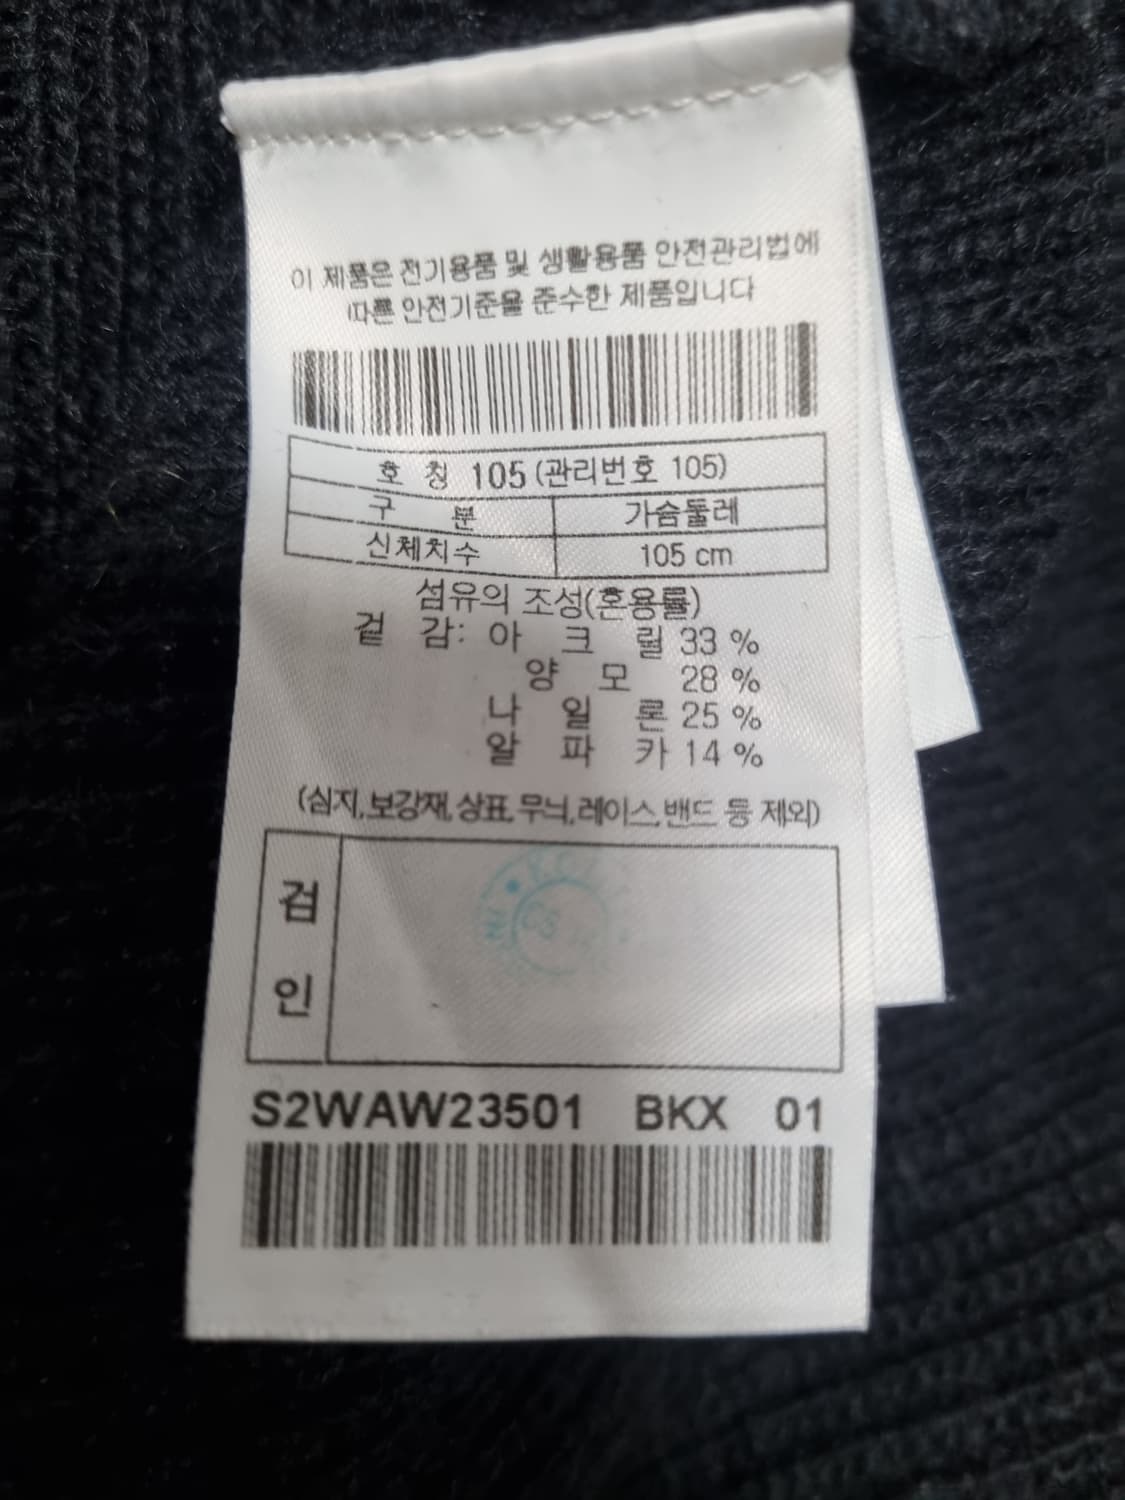 이 제품은 전기용품 및 생활용품 안전관리법에
따른 안전기준을 준수한 제품입니다
호 칭 105 (관리번호 105)
구 분 가슴둘레
신체치수 105 cm
섬유의 조성(혼용률)
겉 감: 아 크 릴 33 %
양 모 28 %
나 일 론 25 %
알 파 카 14 %
(심지,보강재,상표,무늬,레이스,밴드 등 제외)
검
인
S2WAW23501 BKX 01